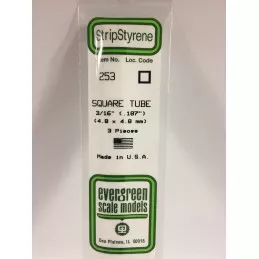 StripStyrene
Item No. Loc. Code
253
SQUARE TUBE
3/16" (.187")
(4.8 x 4.8 mm)
3 Pieces
Made in U.S.A.
evergreen
scale models
Des Plaines, IL 60018